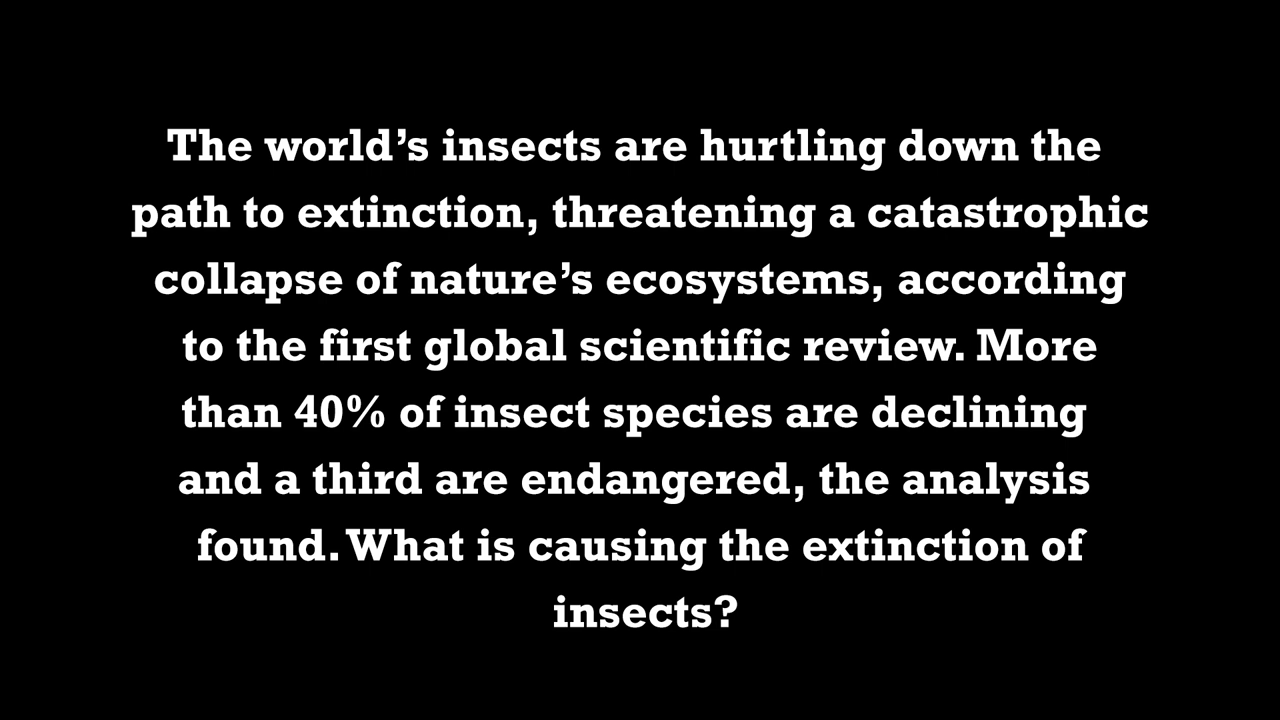 The world’s insects are hurtling down the
path to extinction, threatening a catastrophic
collapse of nature’s ecosystems, according
to the first global scientific review. More
than 40% of insect species are declining
and a third are endangered, the analysis
found. What is causing the extinction of
insects?